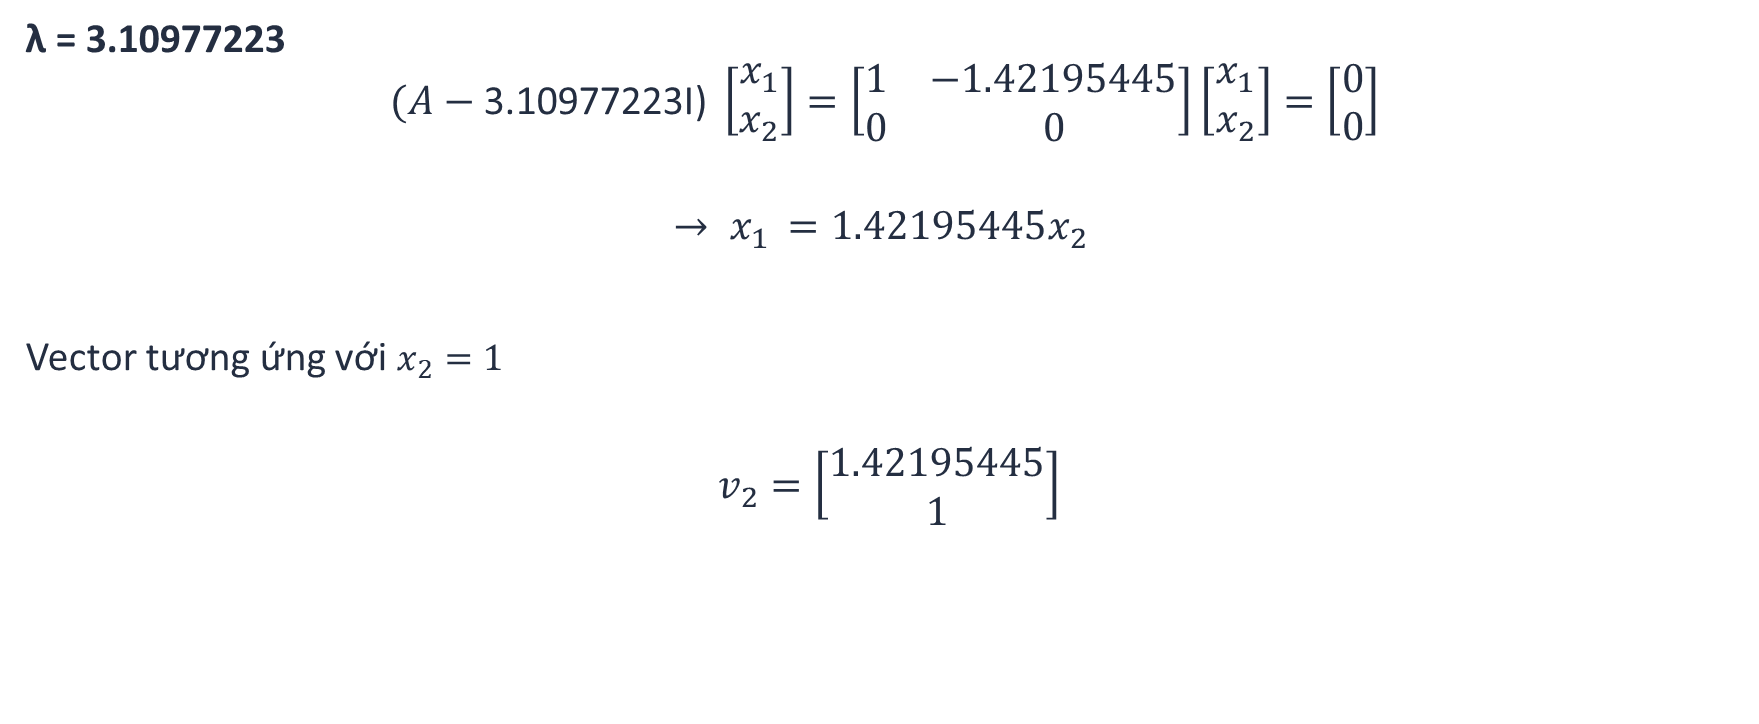 λ = 3.10977223
(A − 3.10977223I) [x₁ x₂] = [1 −1.42195445 0 0] [x₁ x₂] = [0 0]
→ x₁ = 1.42195445x₂
Vector tương ứng với x₂ = 1
v₂ = [1.42195445 1]